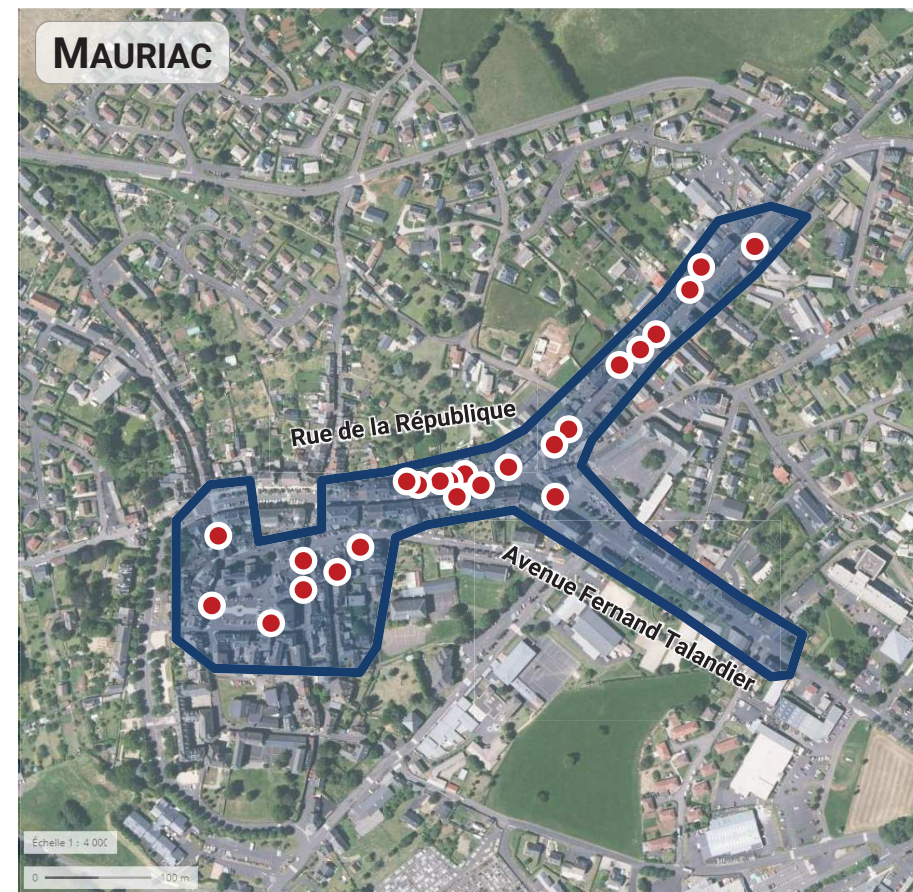 MAURIAC
Rue de la République
Avenue Fernand Talandier
Échelle 1 : 4 000
0 100 m